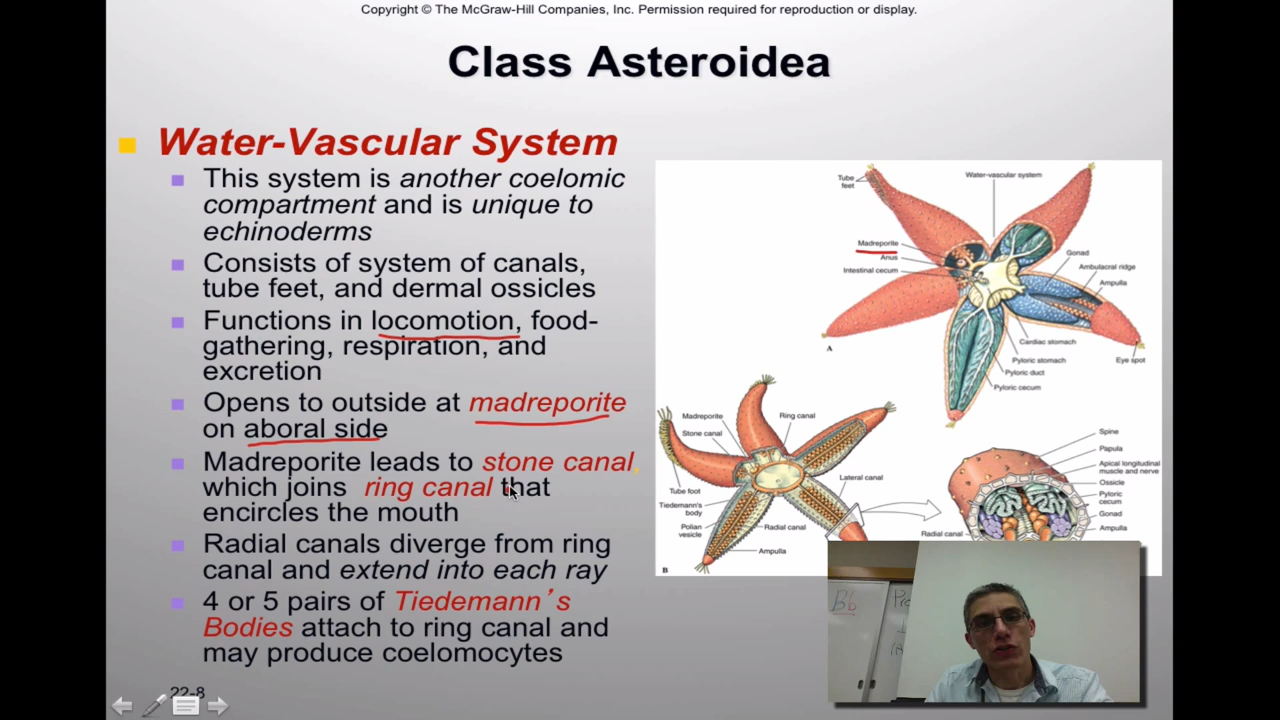 Copyright © The McGraw-Hill Companies, Inc. Permission required for reproduction or display.
Class Asteroidea
Water-Vascular System
This system is another coelomic
compartment and is unique to
echinoderms
Consists of system of canals,
tube feet, and dermal ossicles
Functions in locomotion, food-
gathering, respiration, and
excretion
Opens to outside at madreporite
on aboral side
Madreporite leads to stone canal,
which joins ring canal that
encircles the mouth
Radial canals diverge from ring
canal and extend into each ray
4 or 5 pairs of Tiedemann's
Bodies attach to ring canal and
may produce coelomocytes
22-8
Tube
feet
Water-vascular system
Madreporite
Anus
Intestinal cecum
Gonad
Ambulacral ridge
Ampulla
Cardiac stomach
Pyloric stomach
Pyloric duct
Pyloric cecum
Eye spot
A
Madreporite
Stone canal
Ring canal
Tube foot
Tiedemann's
body
Polian
vesicle
Lateral canal
Radial canal
Ampulla
B
Spine
Papula
Apical longitudinal
muscle and nerve
Ossicle
Pyloric
cecum
Gonad
Ampulla
Radial canal
Bb